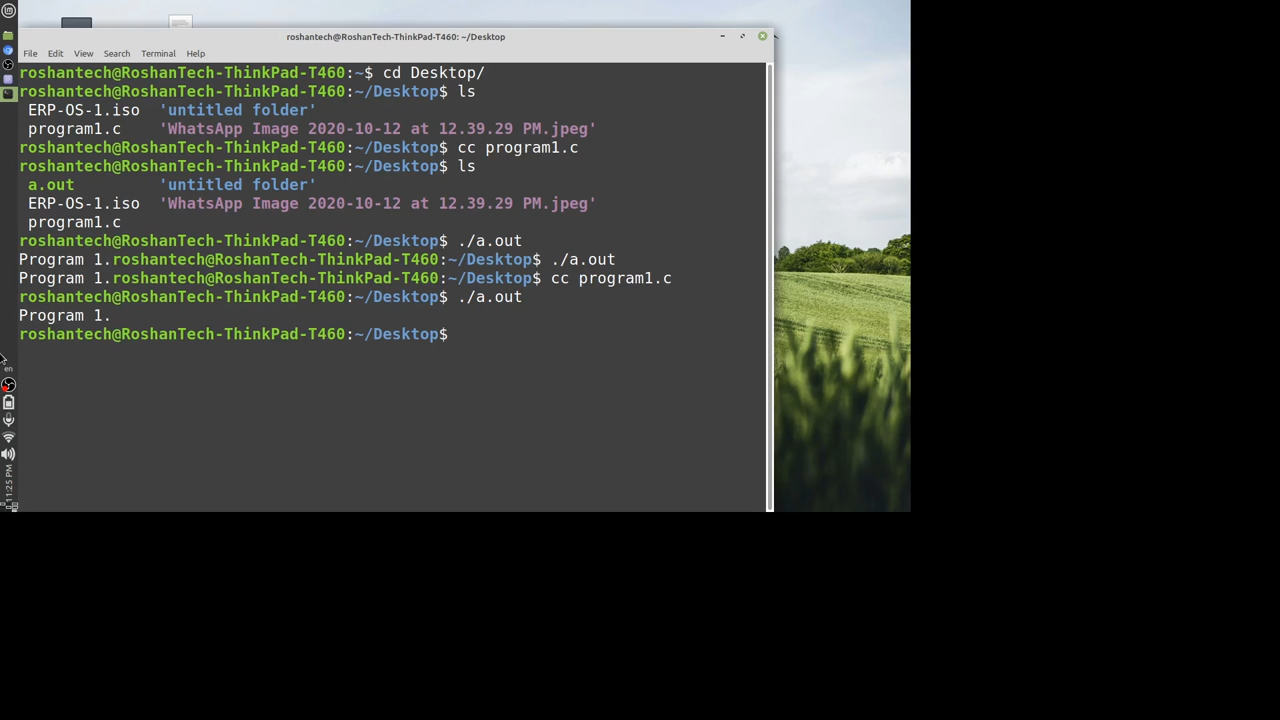 roshantech@RoshanTech-ThinkPad-T460: ~/Desktop
File Edit View Search Terminal Help
roshantech@RoshanTech-ThinkPad-T460:~$ cd Desktop/
roshantech@RoshanTech-ThinkPad-T460:~/Desktop$ ls
ERP-OS-1.iso 'untitled folder'
program1.c 'WhatsApp Image 2020-10-12 at 12.39.29 PM.jpeg'
roshantech@RoshanTech-ThinkPad-T460:~/Desktop$ cc program1.c
roshantech@RoshanTech-ThinkPad-T460:~/Desktop$ ls
a.out 'untitled folder'
ERP-OS-1.iso 'WhatsApp Image 2020-10-12 at 12.39.29 PM.jpeg'
program1.c
roshantech@RoshanTech-ThinkPad-T460:~/Desktop$ ./a.out
Program 1.roshantech@RoshanTech-ThinkPad-T460:~/Desktop$ ./a.out
Program 1.roshantech@RoshanTech-ThinkPad-T460:~/Desktop$ cc program1.c
roshantech@RoshanTech-ThinkPad-T460:~/Desktop$ ./a.out
Program 1.
roshantech@RoshanTech-ThinkPad-T460:~/Desktop$
en
11:25 PM